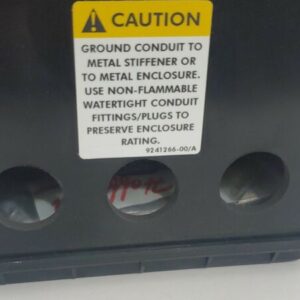 CAUTION
GROUND CONDUIT TO
METAL STIFFENER OR
TO METAL ENCLOSURE.
USE NON-FLAMMABLE
WATERTIGHT CONDUIT
FITTINGS/PLUGS TO
PRESERVE ENCLOSURE
RATING.
9241266-00/A